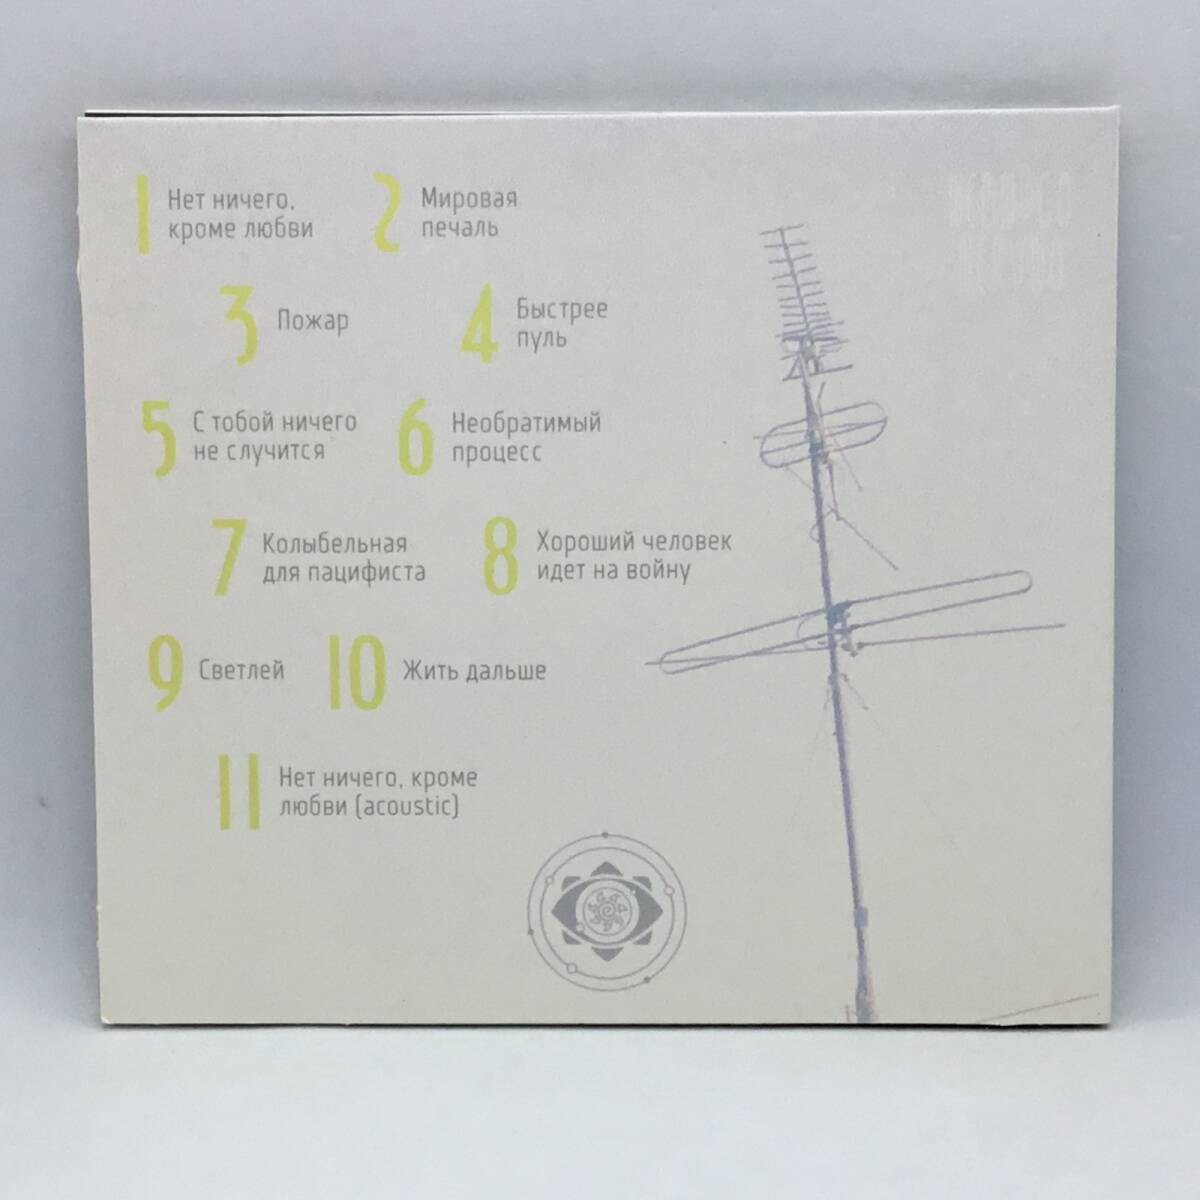 1 Нет ничего,
кроме любви
2 Мировая
печаль
3 Пожар
4 Быстрее
пуль
5 С тобой ничего
не случится
6 Необратимый
процесс
7 Колыбельная
для пацифиста
8 Хороший человек
идет на войну
9 Светлей
10 Жить дальше
11 Нет ничего, кроме
любви (acoustic)